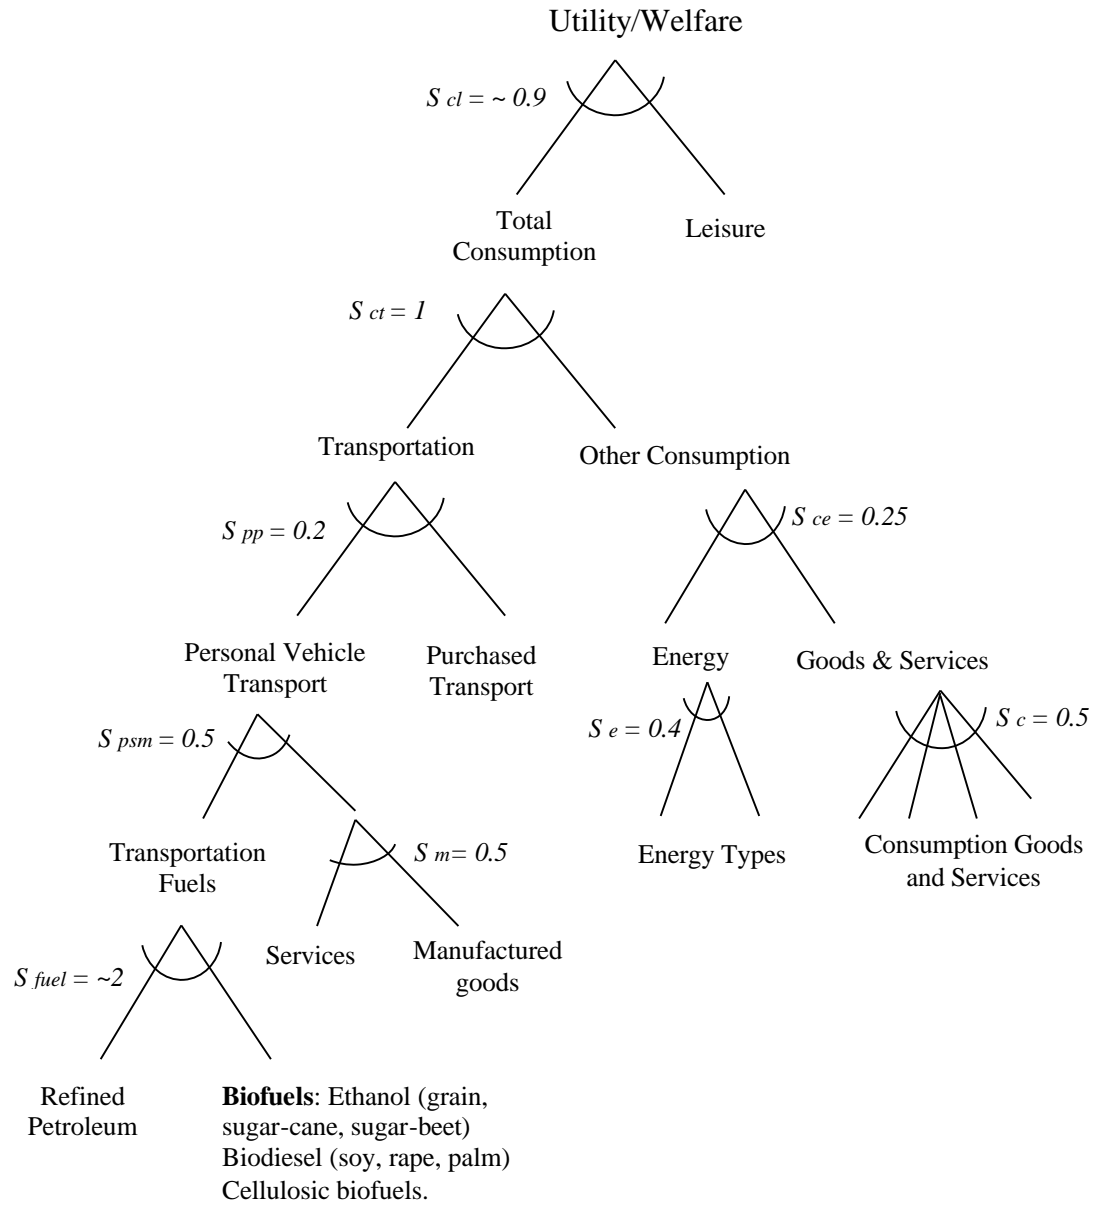 Utility/Welfare
S cl = ~ 0.9
Total
Consumption
Leisure
S ct = 1
Transportation
Other Consumption
S pp = 0.2
S ce = 0.25
Personal Vehicle
Transport
Purchased
Transport
Energy
Goods & Services
S psm = 0.5
S e = 0.4
S c = 0.5
Transportation
Fuels
S m= 0.5
Energy Types
Consumption Goods
and Services
S fuel = ~2
Services
Manufactured
goods
Refined
Petroleum
Biofuels: Ethanol (grain,
sugar-cane, sugar-beet)
Biodiesel (soy, rape, palm)
Cellulosic biofuels.